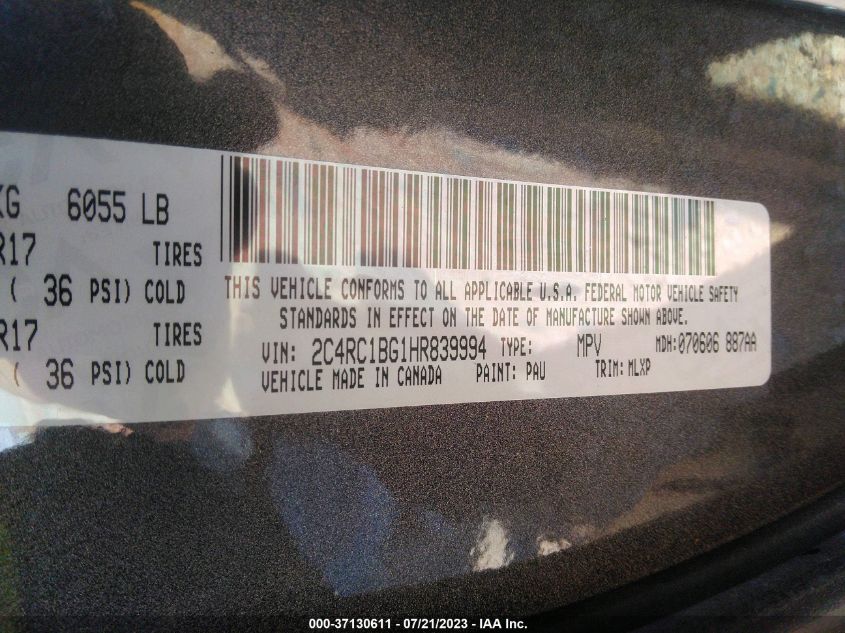 KG 6055 LB
R17 TIRES
( 36 PSI) COLD
R17 TIRES
( 36 PSI) COLD
THIS VEHICLE CONFORMS TO ALL APPLICABLE U.S.A. FEDERAL MOTOR VEHICLE SAFETY
STANDARDS IN EFFECT ON THE DATE OF MANUFACTURE SHOWN ABOVE.
VIN: 2C4RC1BG1HR839994 TYPE: MPV MDH:070606 887AA
VEHICLE MADE IN CANADA PAINT: PAU TRIM: MLXP
000-37130611 - 07/21/2023 - IAA Inc.